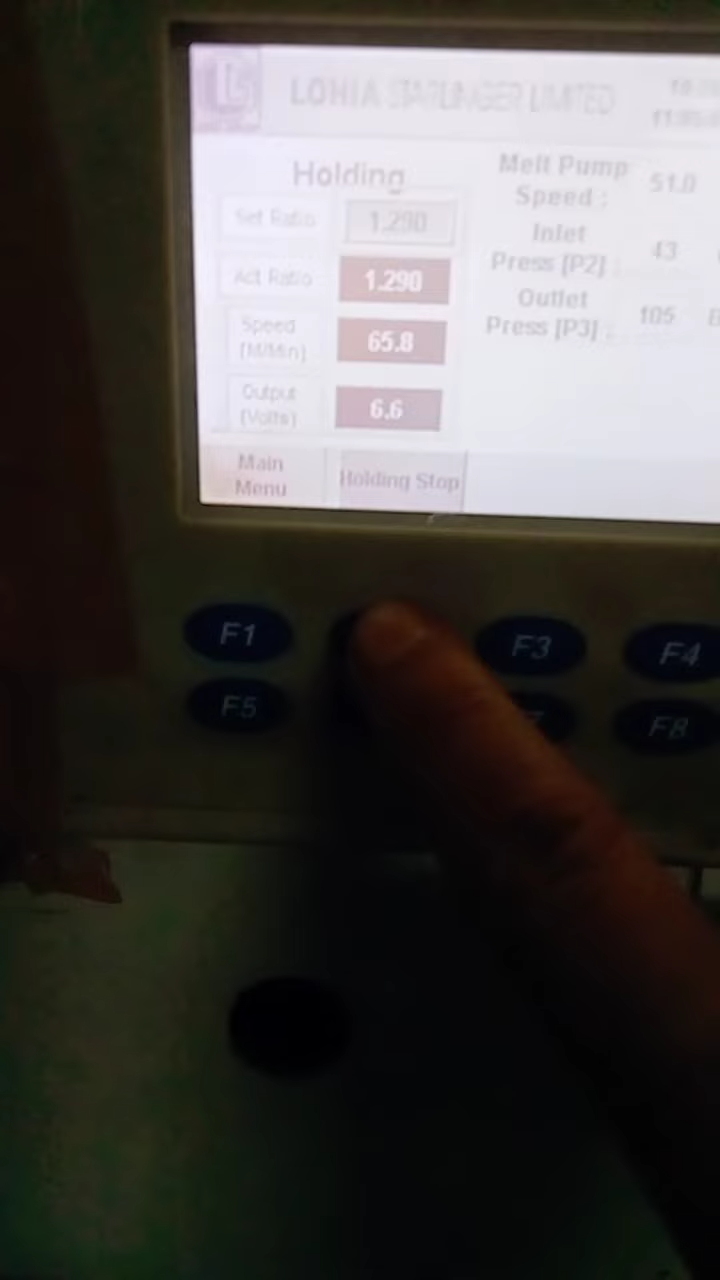 LOHIA STARLINGER LIMITED
Holding
Set Ratio 1.290
Act Ratio 1.290
Speed [M/Min] 65.8
Output (Volts) 6.6
Melt Pump Speed : 51.0
Inlet Press [P2] : 43
Outlet Press [P3] : 105
Main Menu
Holding Stop
F1 F3 F4
F5 F8